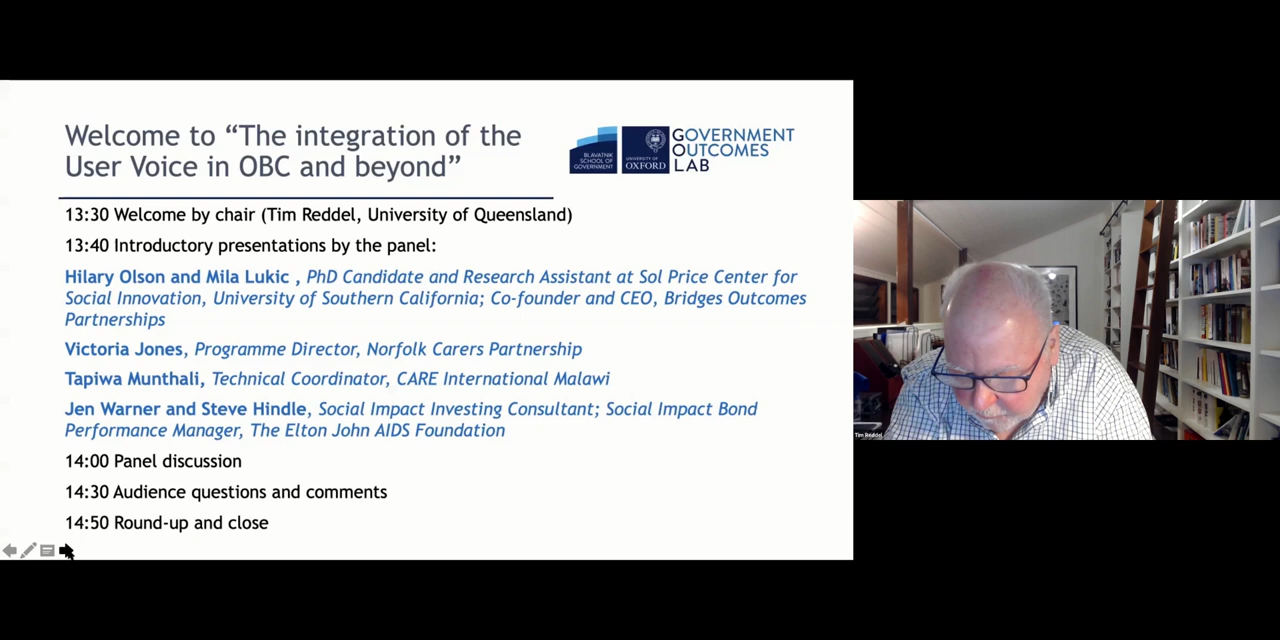 Welcome to “The integration of the
User Voice in OBC and beyond”
BLAVATNIK
SCHOOL OF
GOVERNMENT
UNIVERSITY OF
OXFORD
GOVERNMENT
OUTCOMES
LAB
13:30 Welcome by chair (Tim Reddel, University of Queensland)
13:40 Introductory presentations by the panel:
Hilary Olson and Mila Lukic , PhD Candidate and Research Assistant at Sol Price Center for
Social Innovation, University of Southern California; Co-founder and CEO, Bridges Outcomes
Partnerships
Victoria Jones, Programme Director, Norfolk Carers Partnership
Tapiwa Munthali, Technical Coordinator, CARE International Malawi
Jen Warner and Steve Hindle, Social Impact Investing Consultant; Social Impact Bond
Performance Manager, The Elton John AIDS Foundation
14:00 Panel discussion
14:30 Audience questions and comments
14:50 Round-up and close
Tim Reddel